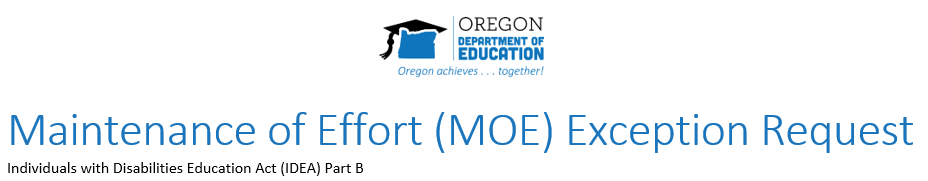 OREGON
DEPARTMENT OF
EDUCATION
Oregon achieves . . . together!
Maintenance of Effort (MOE) Exception Request
Individuals with Disabilities Education Act (IDEA) Part B